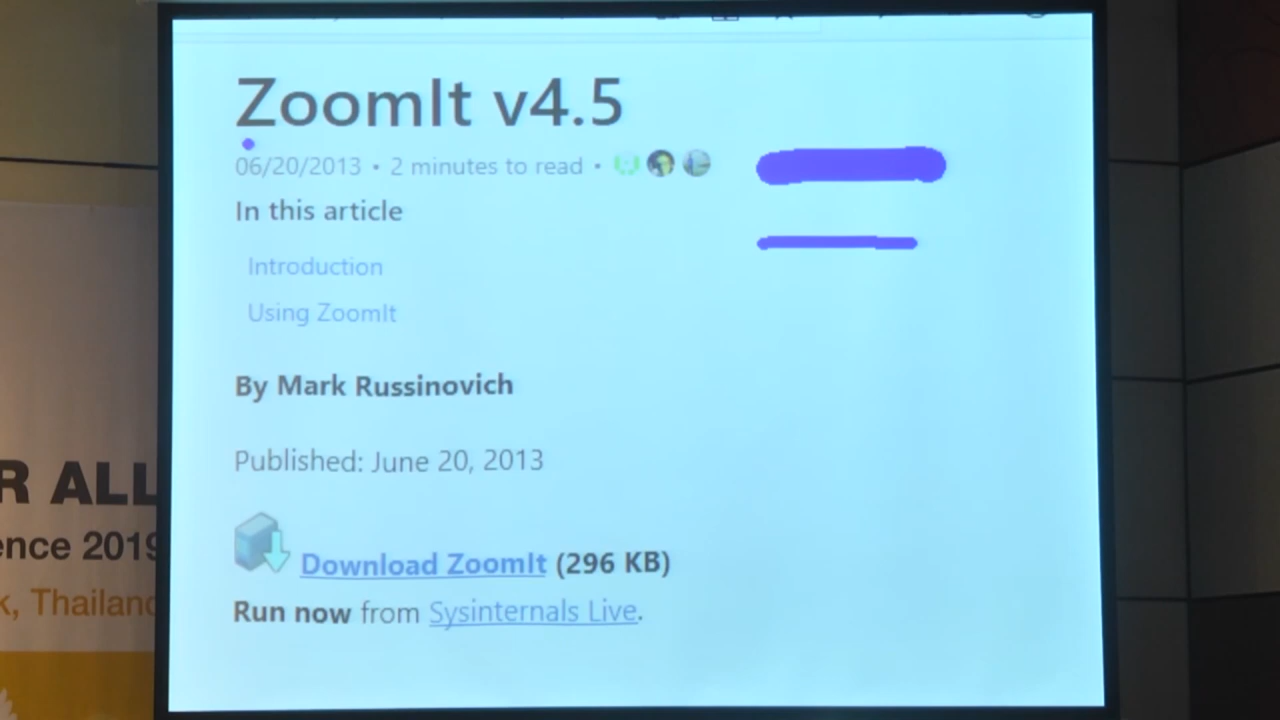 ZoomIt v4.5
06/20/2013 • 2 minutes to read •
In this article
Introduction
Using ZoomIt
By Mark Russinovich
Published: June 20, 2013
Download ZoomIt (296 KB)
Run now from Sysinternals Live.
R ALL
ence 2019
k, Thailand